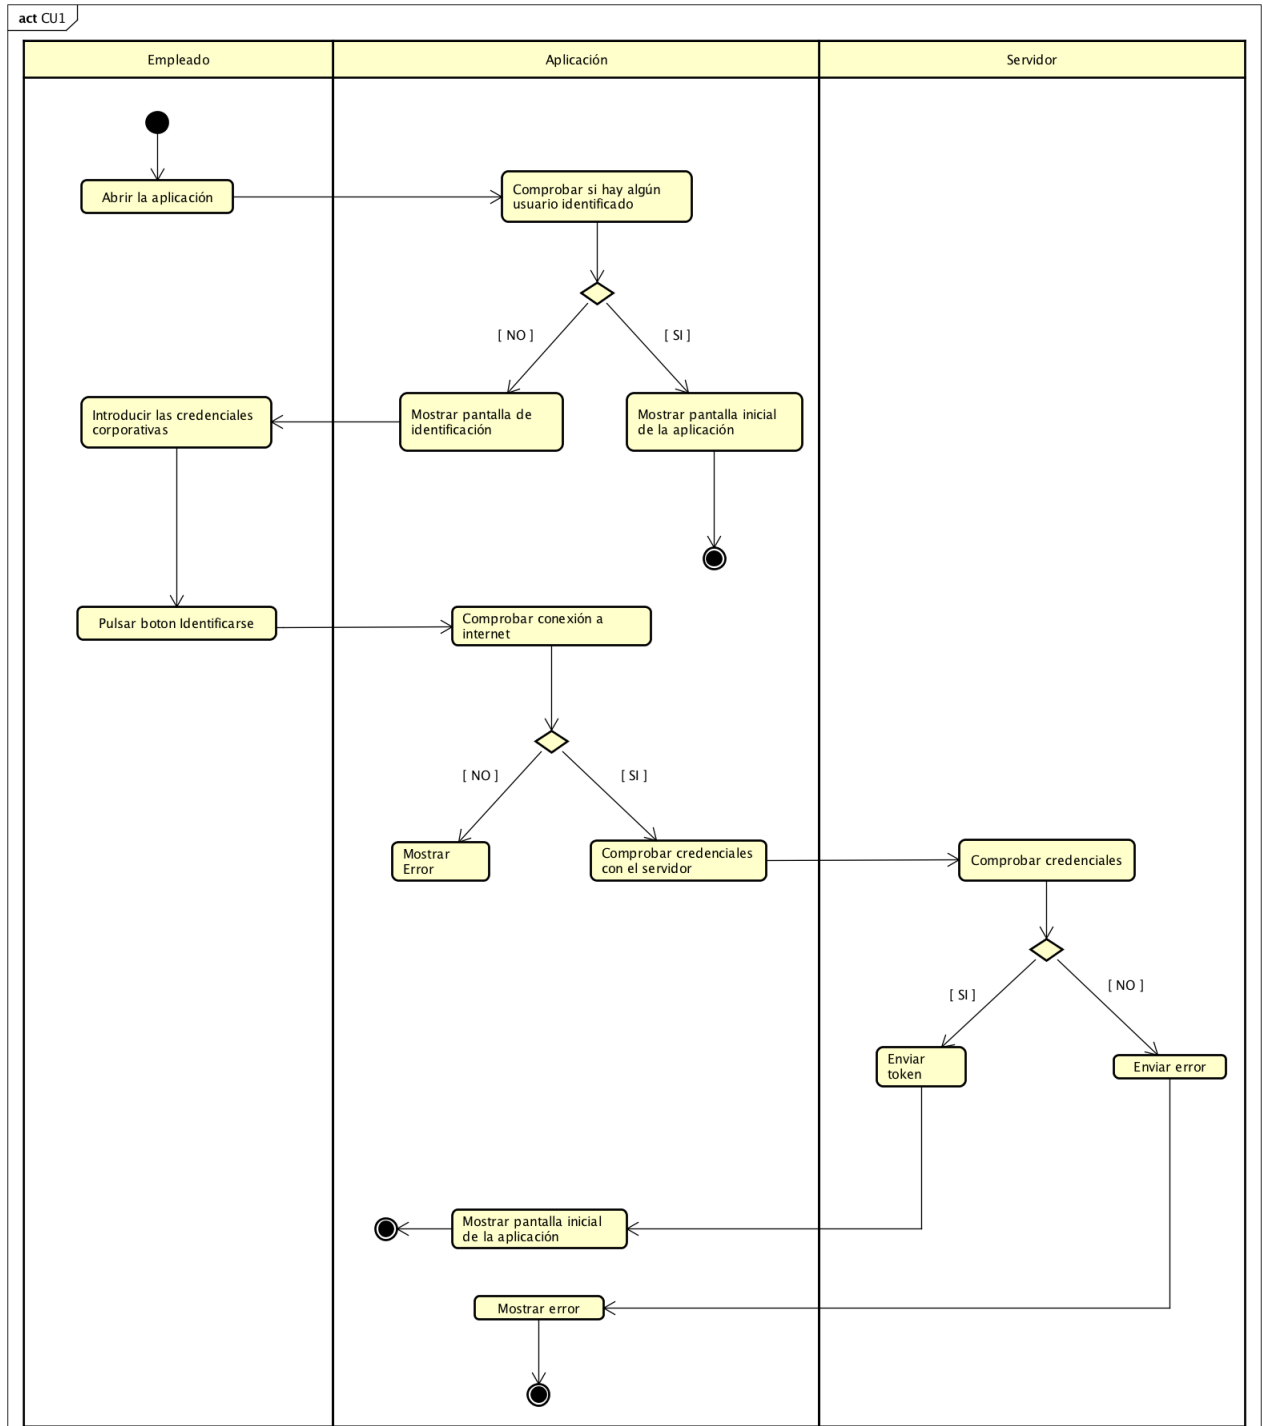 act CU1
Empleado
Aplicación
Servidor
Abrir la aplicación
Comprobar si hay algún
usuario identificado
[ NO ]
[ SI ]
Introducir las credenciales
corporativas
Mostrar pantalla de
identificación
Mostrar pantalla inicial
de la aplicación
Pulsar boton Identificarse
Comprobar conexión a
internet
[ NO ]
[ SI ]
Mostrar
Error
Comprobar credenciales
con el servidor
Comprobar credenciales
[ SI ]
[ NO ]
Enviar
token
Enviar error
Mostrar pantalla inicial
de la aplicación
Mostrar error